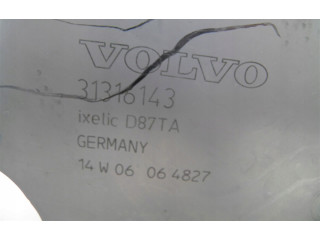 VOLVO
31316143
ixelic D87TA
GERMANY
14 W 06 06 4827